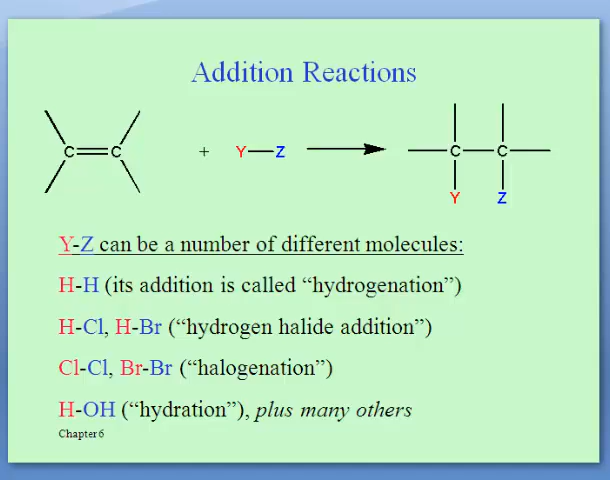 Addition Reactions
C C + Y Z C C
Y Z
Y-Z can be a number of different molecules:
H-H (its addition is called “hydrogenation”)
H-Cl, H-Br (“hydrogen halide addition”)
Cl-Cl, Br-Br (“halogenation”)
H-OH (“hydration”), plus many others
Chapter 6